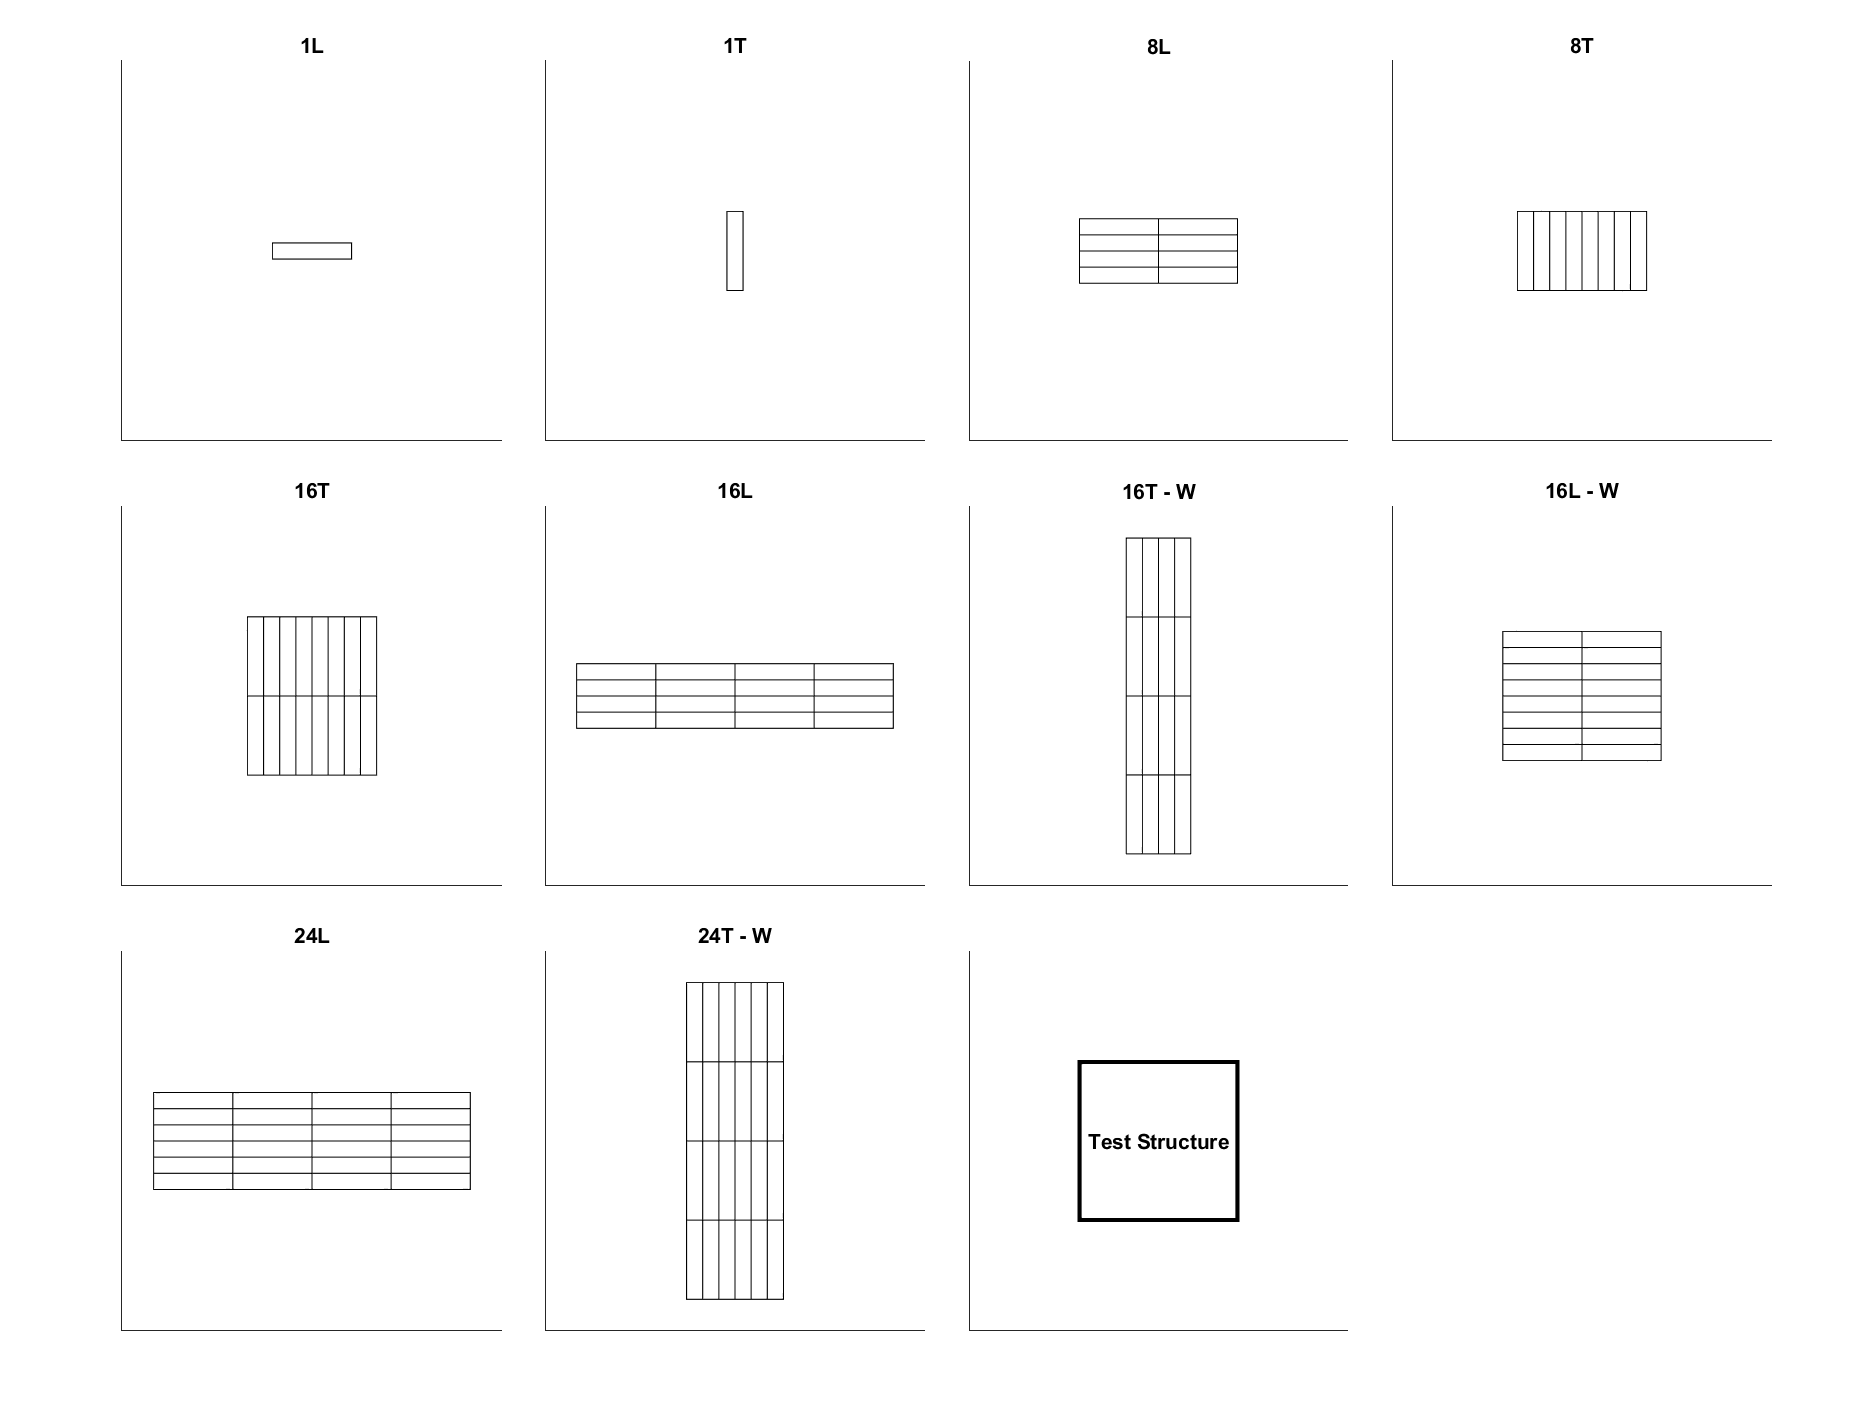 1L
1T
8L
8T
16T
16L
16T - W
16L - W
24L
24T - W
Test Structure